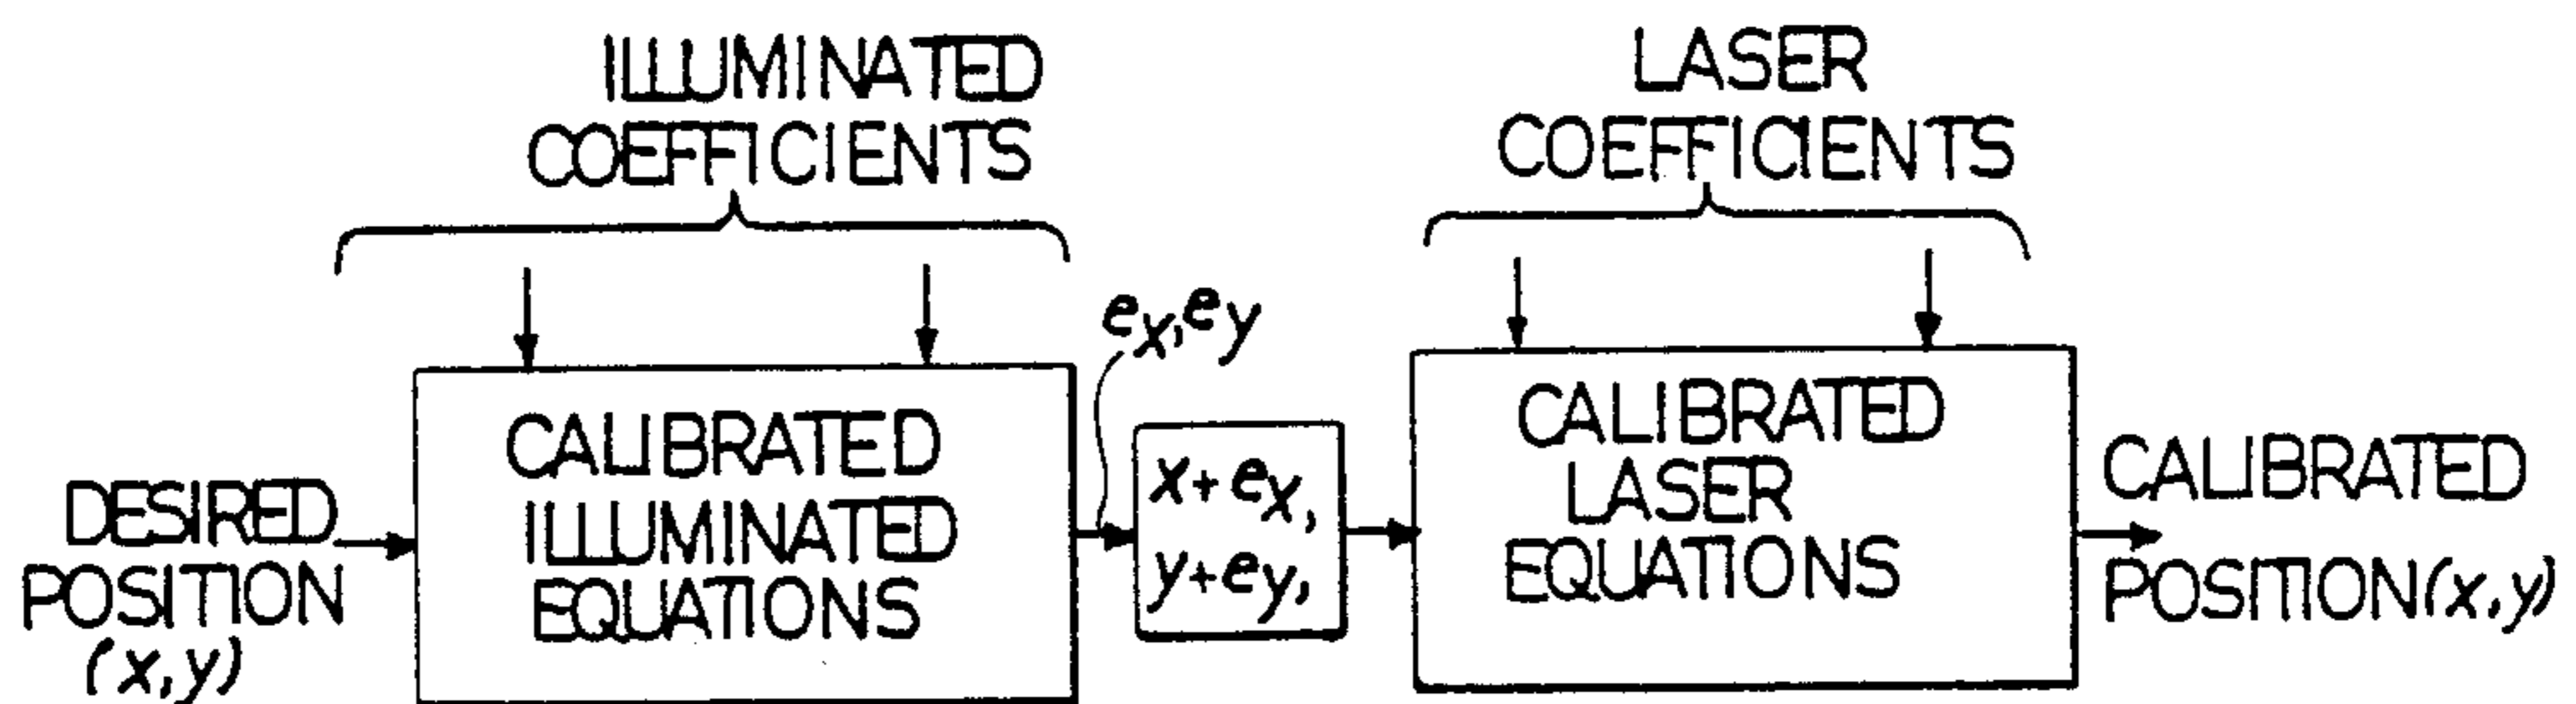 ILLUMINATED
COEFFICIENTS
LASER
COEFFICIENTS
DESIRED
POSITION
(x,y)
CALIBRATED
ILLUMINATED
EQUATIONS
ex,ey
x+ex,
y+ey,
CALIBRATED
LASER
EQUATIONS
CALIBRATED
POSITION(x,y)